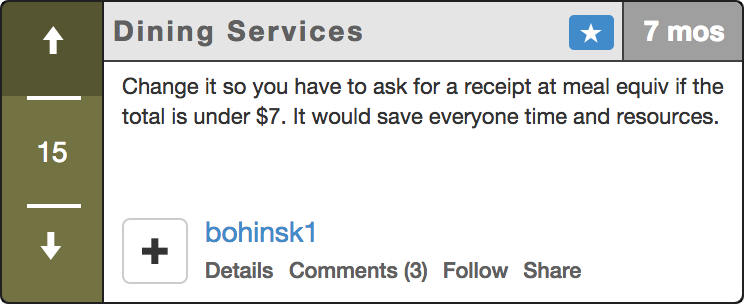 Dining Services
7 mos
Change it so you have to ask for a receipt at meal equiv if the
total is under $7. It would save everyone time and resources.
15
bohinsk1
Details Comments (3) Follow Share